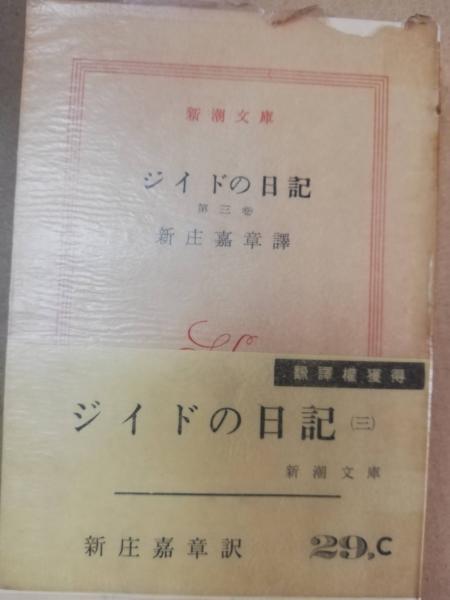 新潮文庫
ジイドの日記
第三巻
新庄嘉章譯
飜譯權獲得
ジイドの日記 (三)
新潮文庫
新庄嘉章訳
29,C